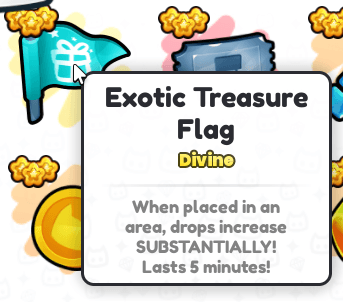 Exotic Treasure
Flag
Divine
When placed in an
area, drops increase
SUBSTANTIALLY!
Lasts 5 minutes!